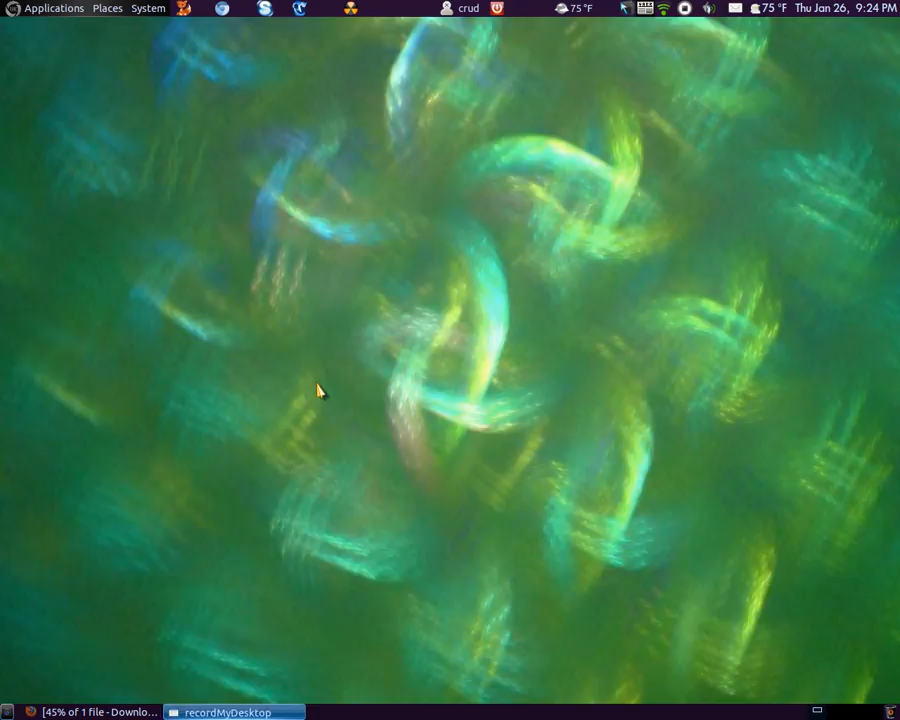 Applications Places System crud 75 °F 75 °F Thu Jan 26, 9:24 PM
[45% of 1 file - Downlo... recordMyDesktop